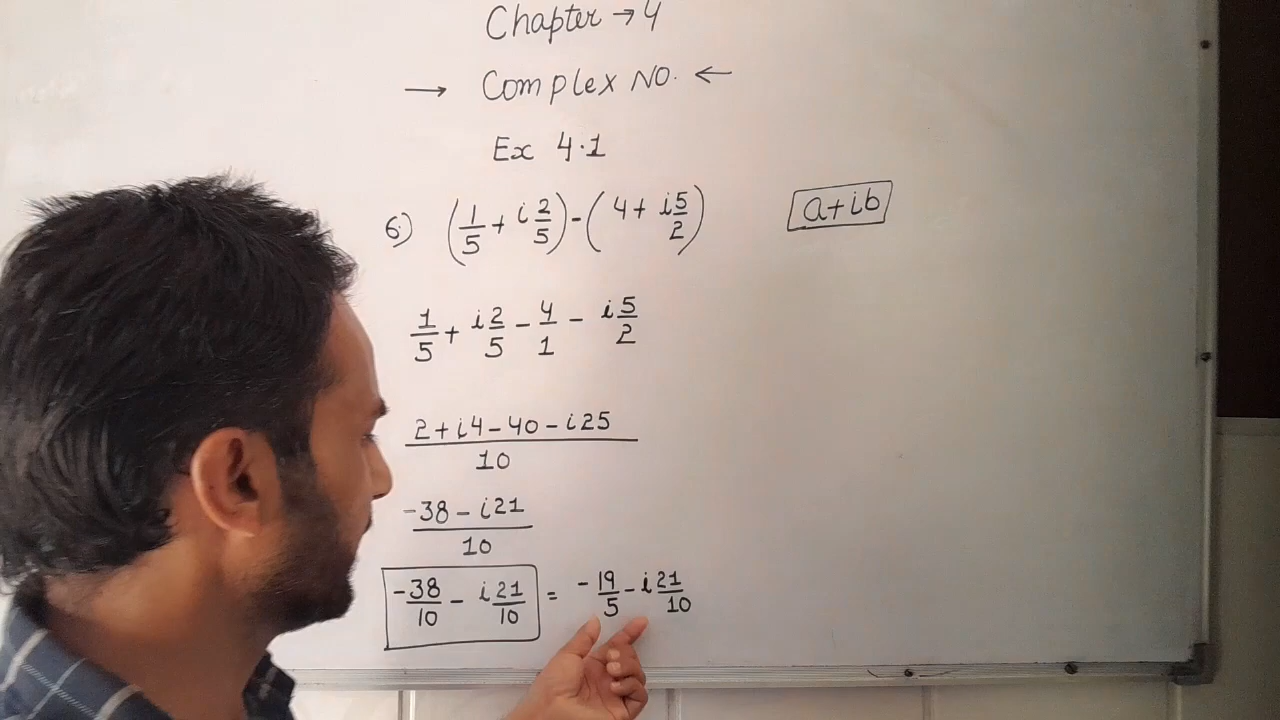 Chapter → 4
→ Complex NO. ←
Ex 4.1
6.) (1/5 + i 2/5) - (4 + i 5/2) a+ib
1/5 + i 2/5 - 4/1 - i 5/2
2 + i4 - 40 - i25 / 10
-38 - i21 / 10
-38/10 - i 21/10 = -19/5 - i 21/10